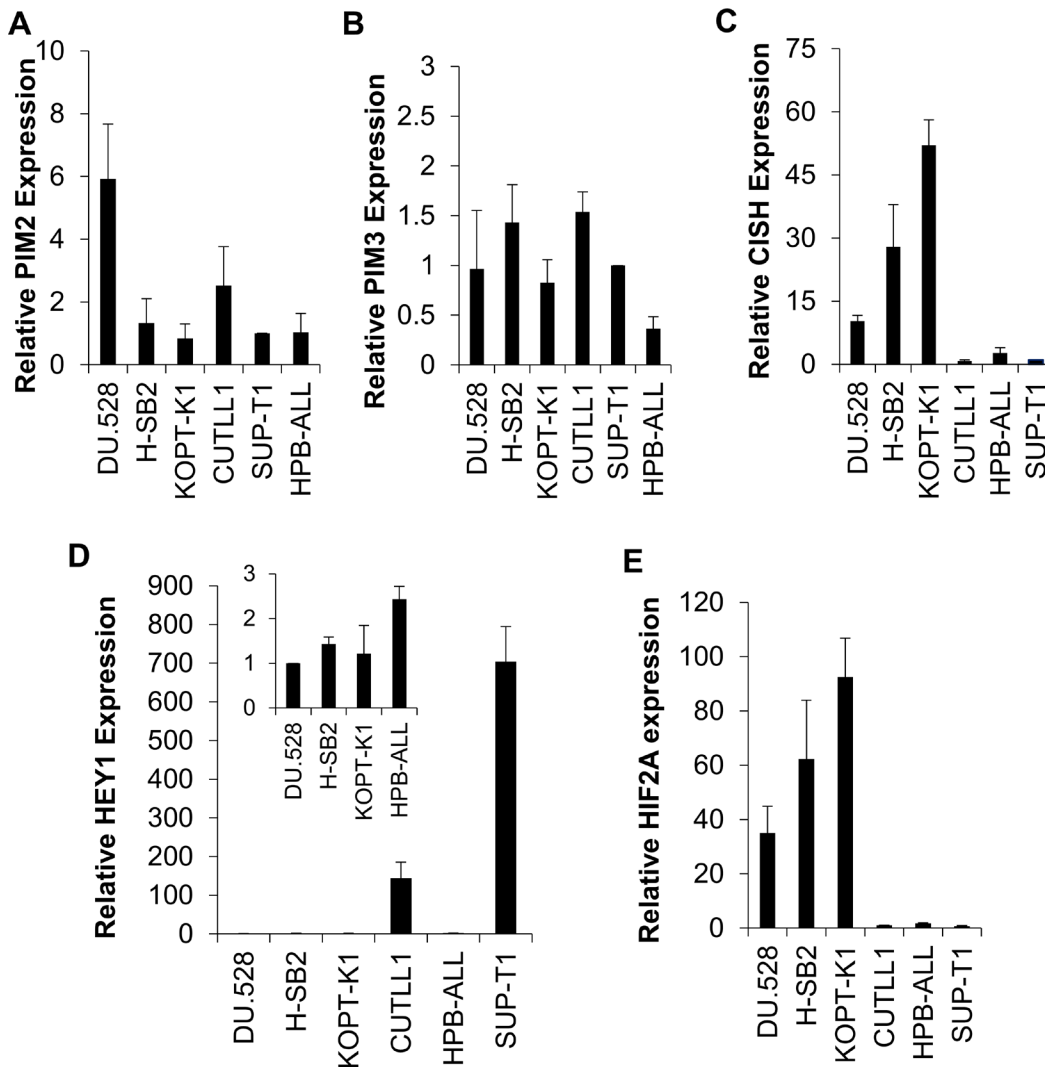 A
Relative PIM2 Expression
10
8
6
4
2
0
DU.528
H-SB2
KOPT-K1
CUTLL1
SUP-T1
HPB-ALL
B
Relative PIM3 Expression
3
2.5
2
1.5
1
0.5
0
DU.528
H-SB2
KOPT-K1
CUTLL1
SUP-T1
HPB-ALL
C
Relative CISH Expression
75
60
45
30
15
0
DU.528
H-SB2
KOPT-K1
CUTLL1
HPB-ALL
SUP-T1
D
Relative HEY1 Expression
900
800
700
600
500
400
300
200
100
0
3
2
1
0
DU.528
H-SB2
KOPT-K1
HPB-ALL
DU.528
H-SB2
KOPT-K1
CUTLL1
HPB-ALL
SUP-T1
E
Relative HIF2A expression
120
100
80
60
40
20
0
DU.528
H-SB2
KOPT-K1
CUTLL1
HPB-ALL
SUP-T1